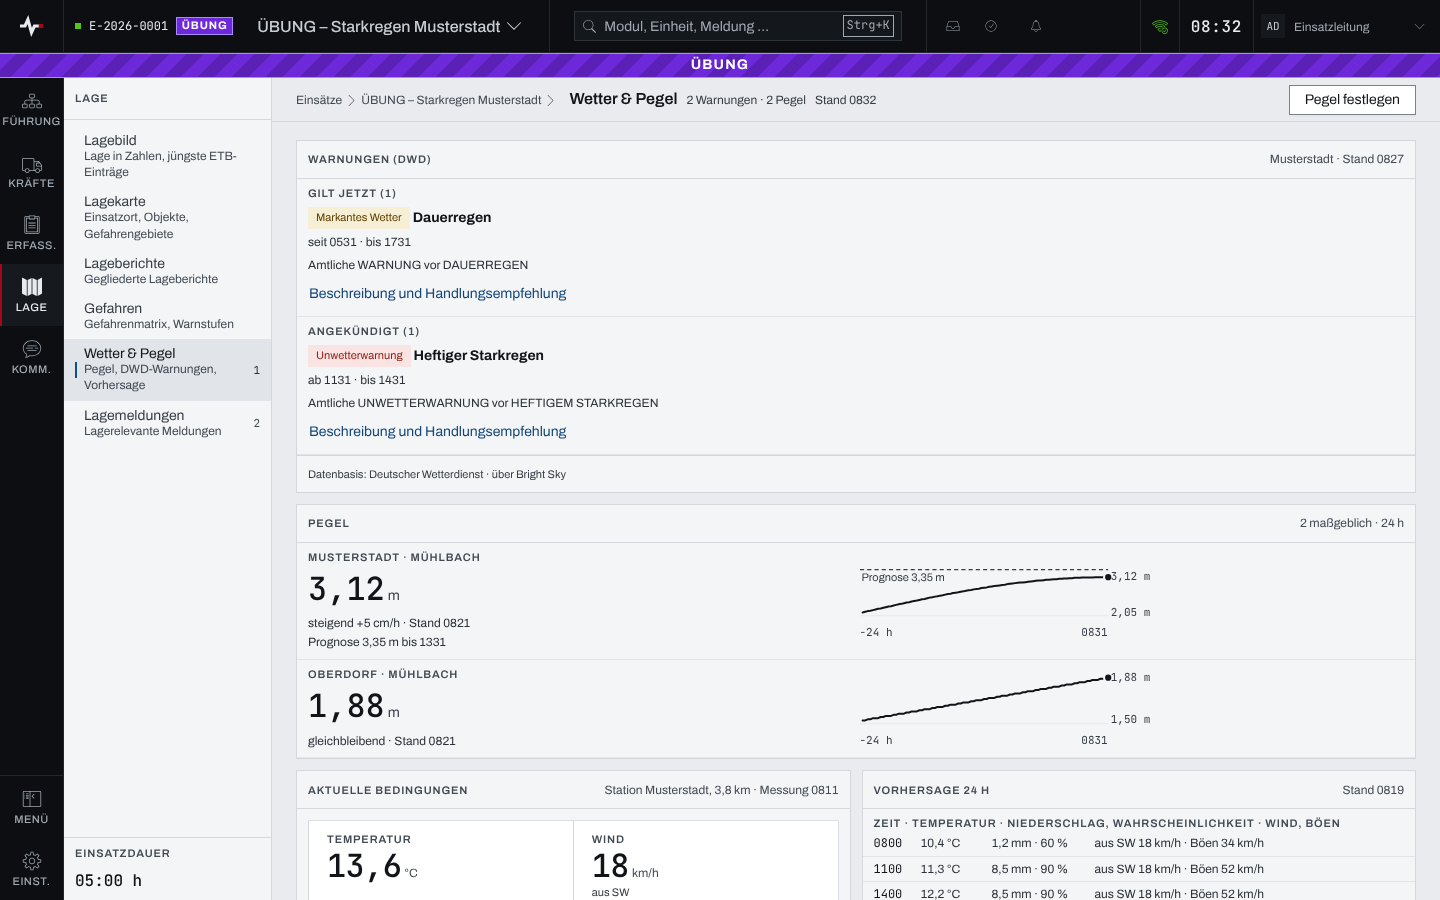 E-2026-0001 ÜBUNG ÜBUNG – Starkregen Musterstadt
Modul, Einheit, Meldung ... Strg+K
08:32
AD Einsatzleitung
ÜBUNG
FÜHRUNG
KRÄFTE
ERFASS.
LAGE
KOMM.
MENÜ
EINST.
LAGE
Lagebild
Lage in Zahlen, jüngste ETB-
Einträge
Lagekarte
Einsatzort, Objekte,
Gefahrengebiete
Lageberichte
Gegliederte Lageberichte
Gefahren
Gefahrenmatrix, Warnstufen
Wetter & Pegel
Pegel, DWD-Warnungen,
Vorhersage
1
Lagemeldungen
Lagerelevante Meldungen
2
EINSATZDAUER
05:00 h
Einsätze ÜBUNG – Starkregen Musterstadt Wetter & Pegel 2 Warnungen · 2 Pegel Stand 0832
Pegel festlegen
WARNUNGEN (DWD)
Musterstadt · Stand 0827
GILT JETZT (1)
Markantes Wetter Dauerregen
seit 0531 · bis 1731
Amtliche WARNUNG vor DAUERREGEN
Beschreibung und Handlungsempfehlung
ANGEKÜNDIGT (1)
Unwetterwarnung Heftiger Starkregen
ab 1131 · bis 1431
Amtliche UNWETTERWARNUNG vor HEFTIGEM STARKREGEN
Beschreibung und Handlungsempfehlung
Datenbasis: Deutscher Wetterdienst · über Bright Sky
PEGEL
2 maßgeblich · 24 h
MUSTERSTADT · MÜHLBACH
3,12 m
steigend +5 cm/h · Stand 0821
Prognose 3,35 m bis 1331
Prognose 3,35 m
3,12 m
2,05 m
-24 h 0831
OBERDORF · MÜHLBACH
1,88 m
gleichbleibend · Stand 0821
1,88 m
1,50 m
-24 h 0831
AKTUELLE BEDINGUNGEN
Station Musterstadt, 3,8 km · Messung 0811
TEMPERATUR
13,6 °C
WIND
18 km/h
aus SW
VORHERSAGE 24 H
Stand 0819
ZEIT · TEMPERATUR · NIEDERSCHLAG, WAHRSCHEINLICHKEIT · WIND, BÖEN
0800 10,4 °C 1,2 mm · 60 % aus SW 18 km/h · Böen 34 km/h
1100 11,3 °C 8,5 mm · 90 % aus SW 18 km/h · Böen 52 km/h
1400 12,2 °C 8,5 mm · 90 % aus SW 18 km/h · Böen 52 km/h